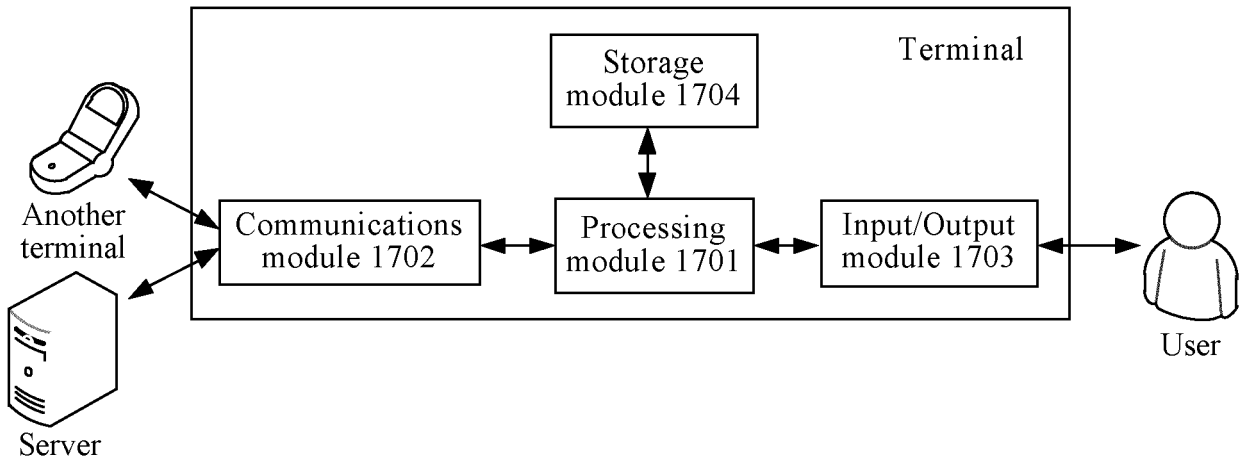 Terminal
Storage
module 1704
Another
terminal
Communications
module 1702
Processing
module 1701
Input/Output
module 1703
Server
User